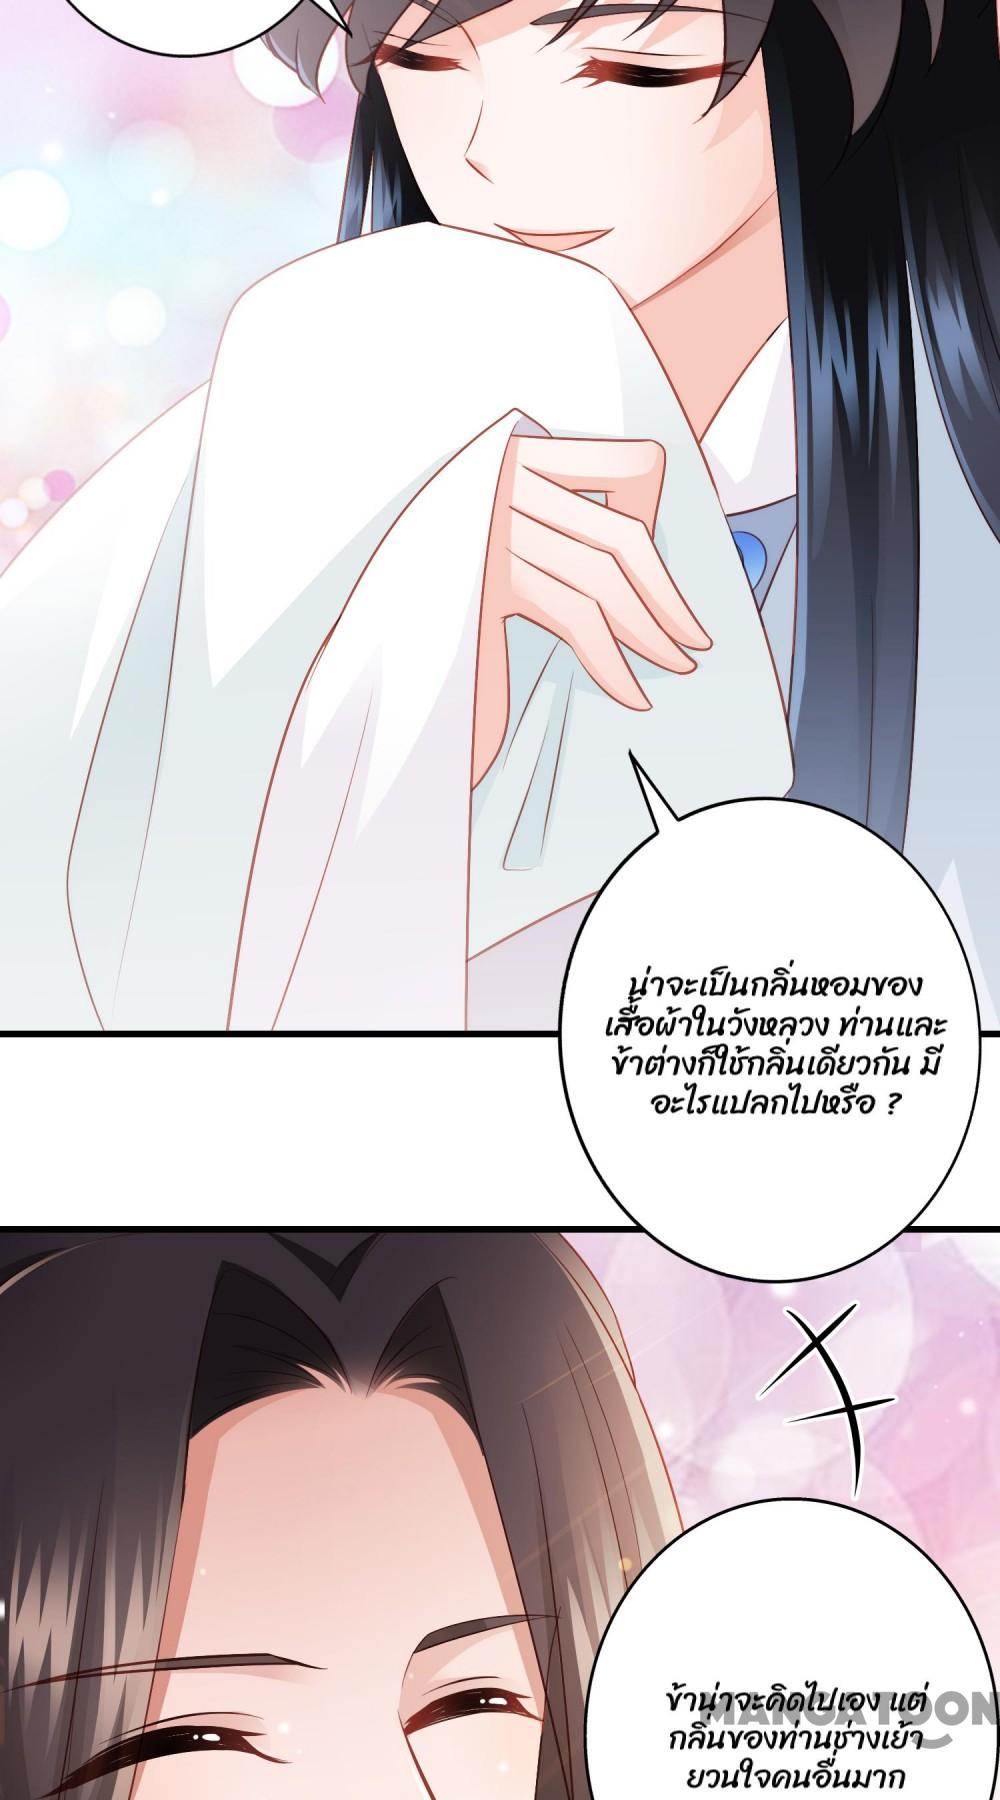 น่าจะเป็นกลิ่นหอมของ
เสื้อผ้าในวังหลวง ท่านและ
ข้าต่างก็ใช้กลิ่นเดียวกัน มี
อะไรแปลกไปหรือ ?
ข้าน่าจะคิดไปเอง แต่
กลิ่นของท่านช่างเย้า
ยวนใจคนอื่นมาก
MANGATOON